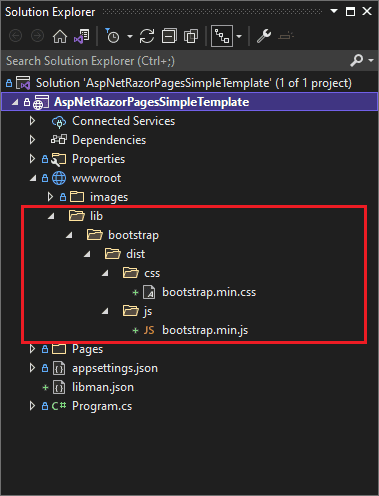 Solution Explorer
Search Solution Explorer (Ctrl+;)
Solution 'AspNetRazorPagesSimpleTemplate' (1 of 1 project)
AspNetRazorPagesSimpleTemplate
Connected Services
Dependencies
Properties
wwwroot
images
lib
bootstrap
dist
css
bootstrap.min.css
js
JS bootstrap.min.js
Pages
appsettings.json
libman.json
C# Program.cs